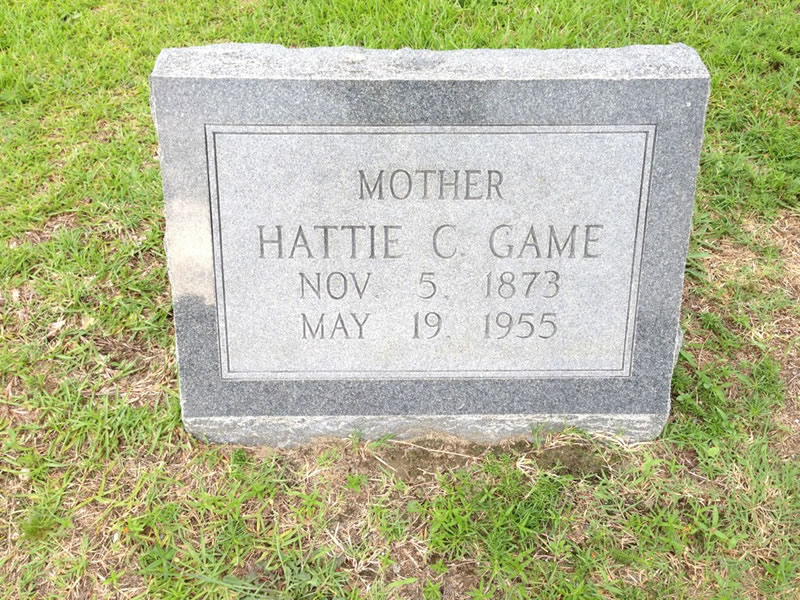 MOTHER
HATTIE C. GAME
NOV. 5, 1873
MAY 19, 1955